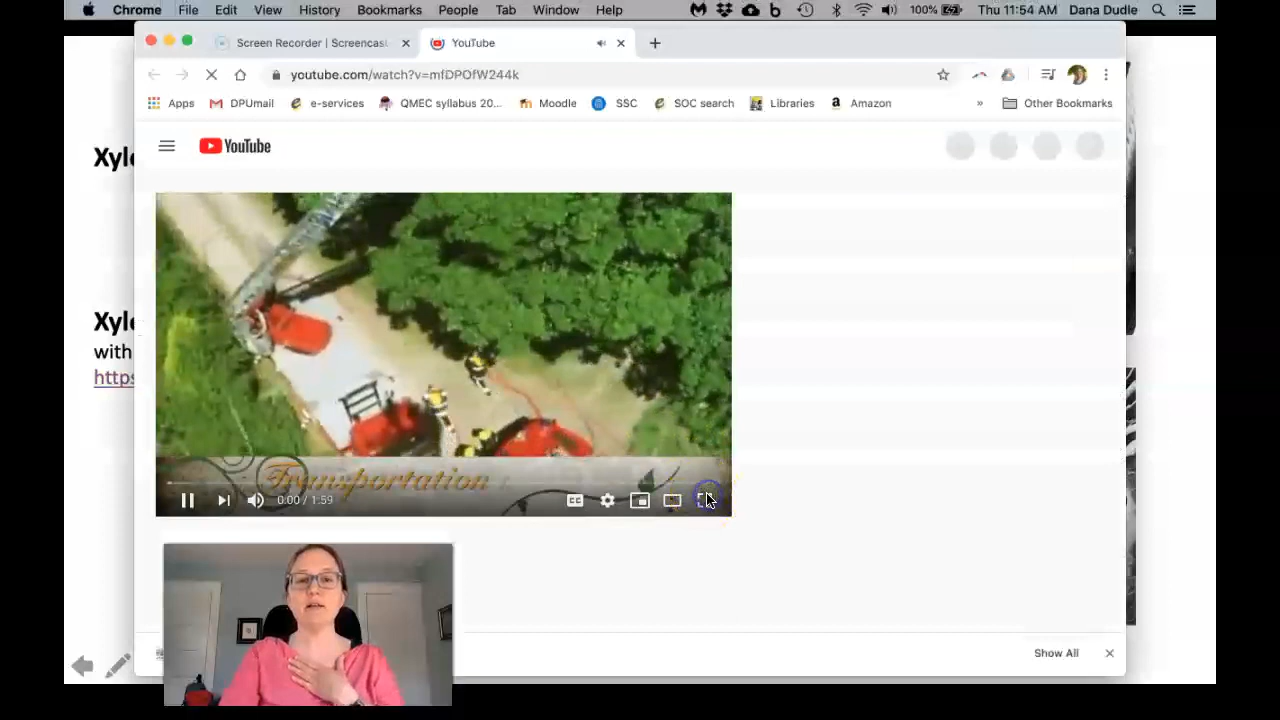 Chrome File Edit View History Bookmarks People Tab Window Help 100% Thu 11:54 AM Dana Dudle
Screen Recorder | Screencas YouTube
youtube.com/watch?v=mfDPOfW244k
Apps DPUmail e-services QMEC syllabus 20... Moodle SSC SOC search Libraries Amazon » Other Bookmarks
YouTube
Xyle
Xyle
with
https
Transportation
CC
0:00 / 1:59
Show All